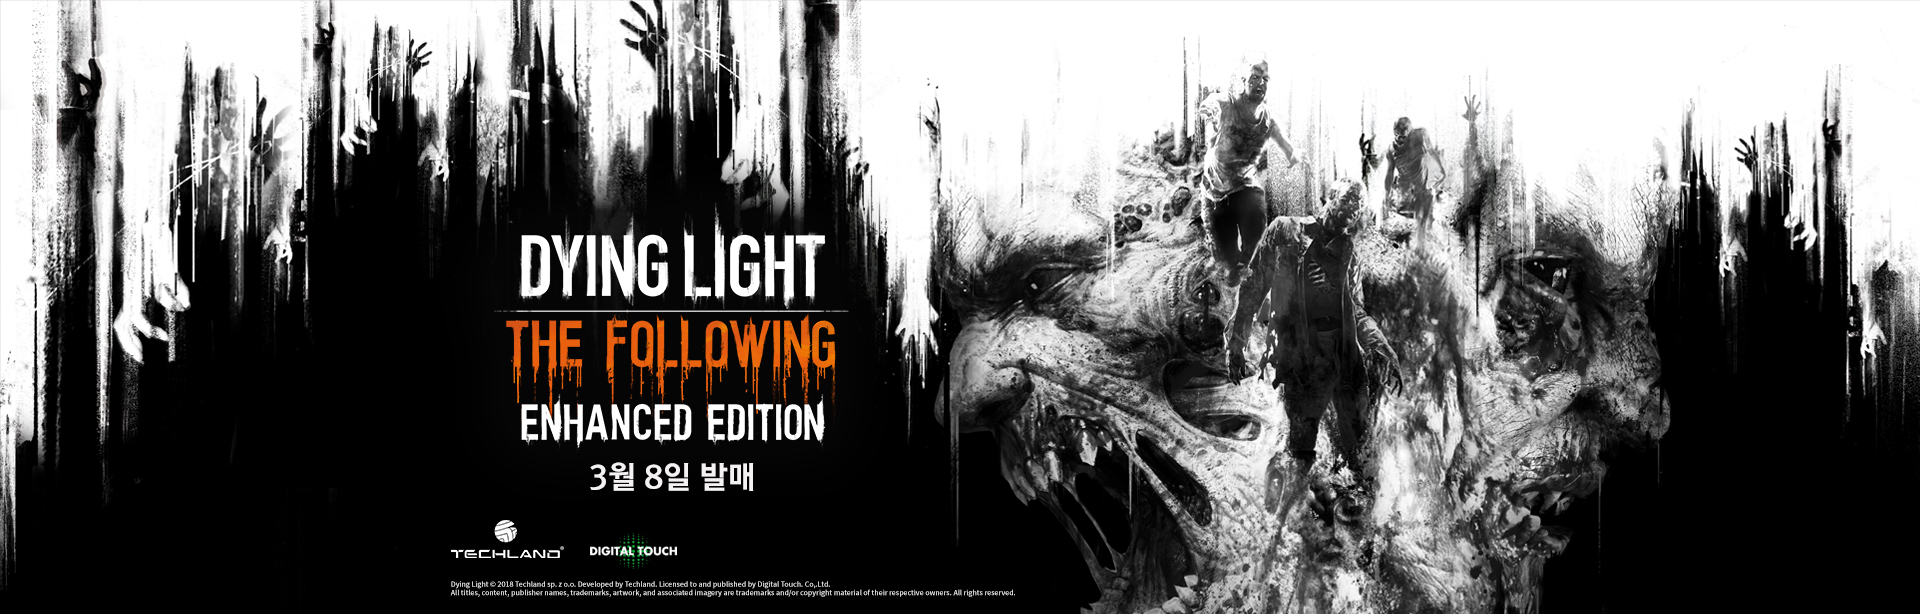 DYING LIGHT
THE FOLLOWING
ENHANCED EDITION
3월 8일 발매
TECHLAND®
DIGITAL TOUCH
Dying Light © 2018 Techland sp. z o.o. Developed by Techland. Licensed to and published by Digital Touch. Co,.Ltd.
All titles, content, publisher names, trademarks, artwork, and associated imagery are trademarks and/or copyright material of their respective owners. All rights reserved.